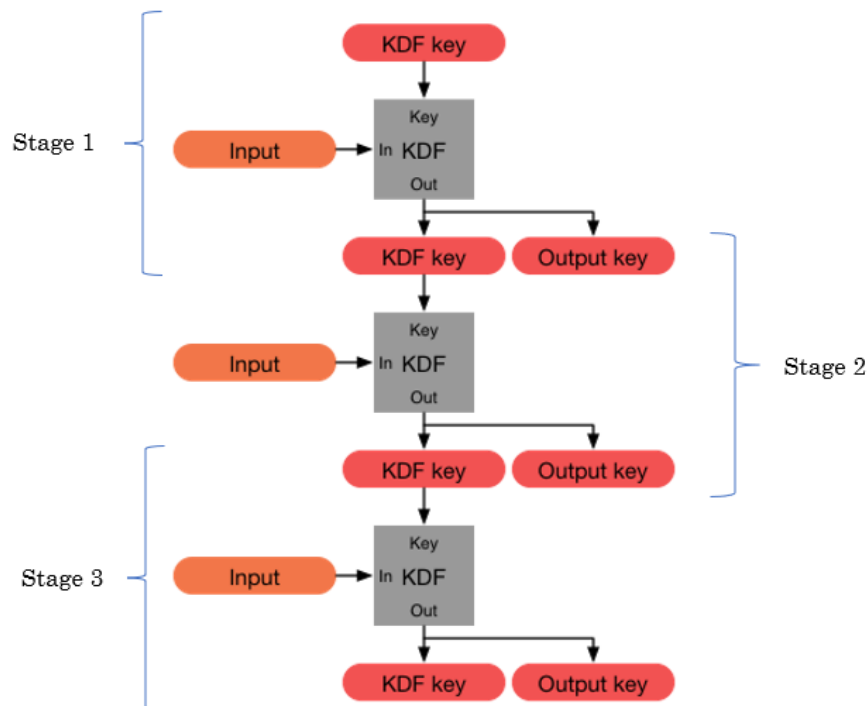 KDF key
Key
Stage 1
Input
In KDF
Out
KDF key
Output key
Key
Input
In KDF
Stage 2
Out
KDF key
Output key
Key
Stage 3
Input
In KDF
Out
KDF key
Output key